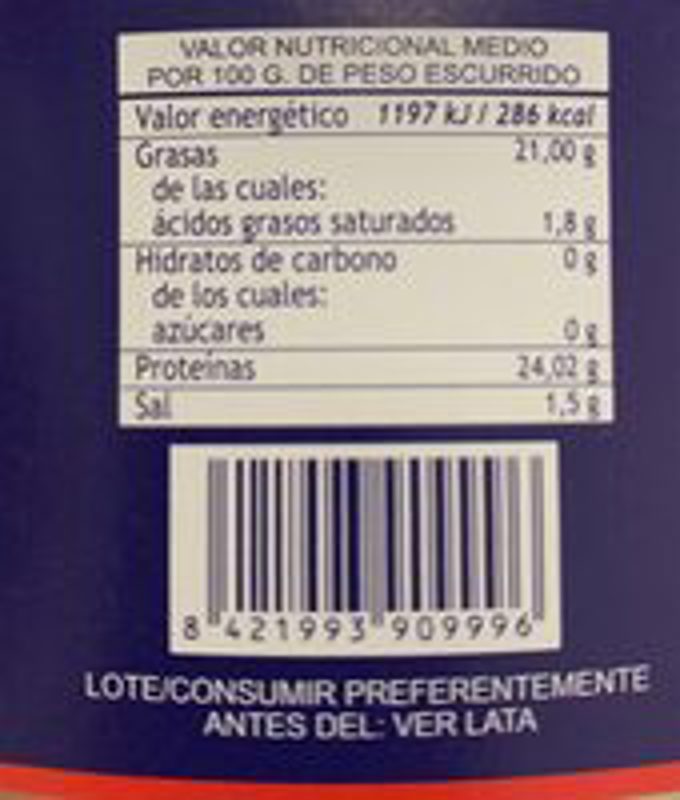 VALOR NUTRICIONAL MEDIO
POR 100 G. DE PESO ESCURRIDO
Valor energético 1197 kJ / 286 kcal
Grasas 21,00 g
de las cuales:
ácidos grasos saturados 1,8 g
Hidratos de carbono 0 g
de los cuales:
azúcares 0 g
Proteínas 24,02 g
Sal 1,5 g
8 421993 909996
LOTE/CONSUMIR PREFERENTEMENTE
ANTES DEL: VER LATA